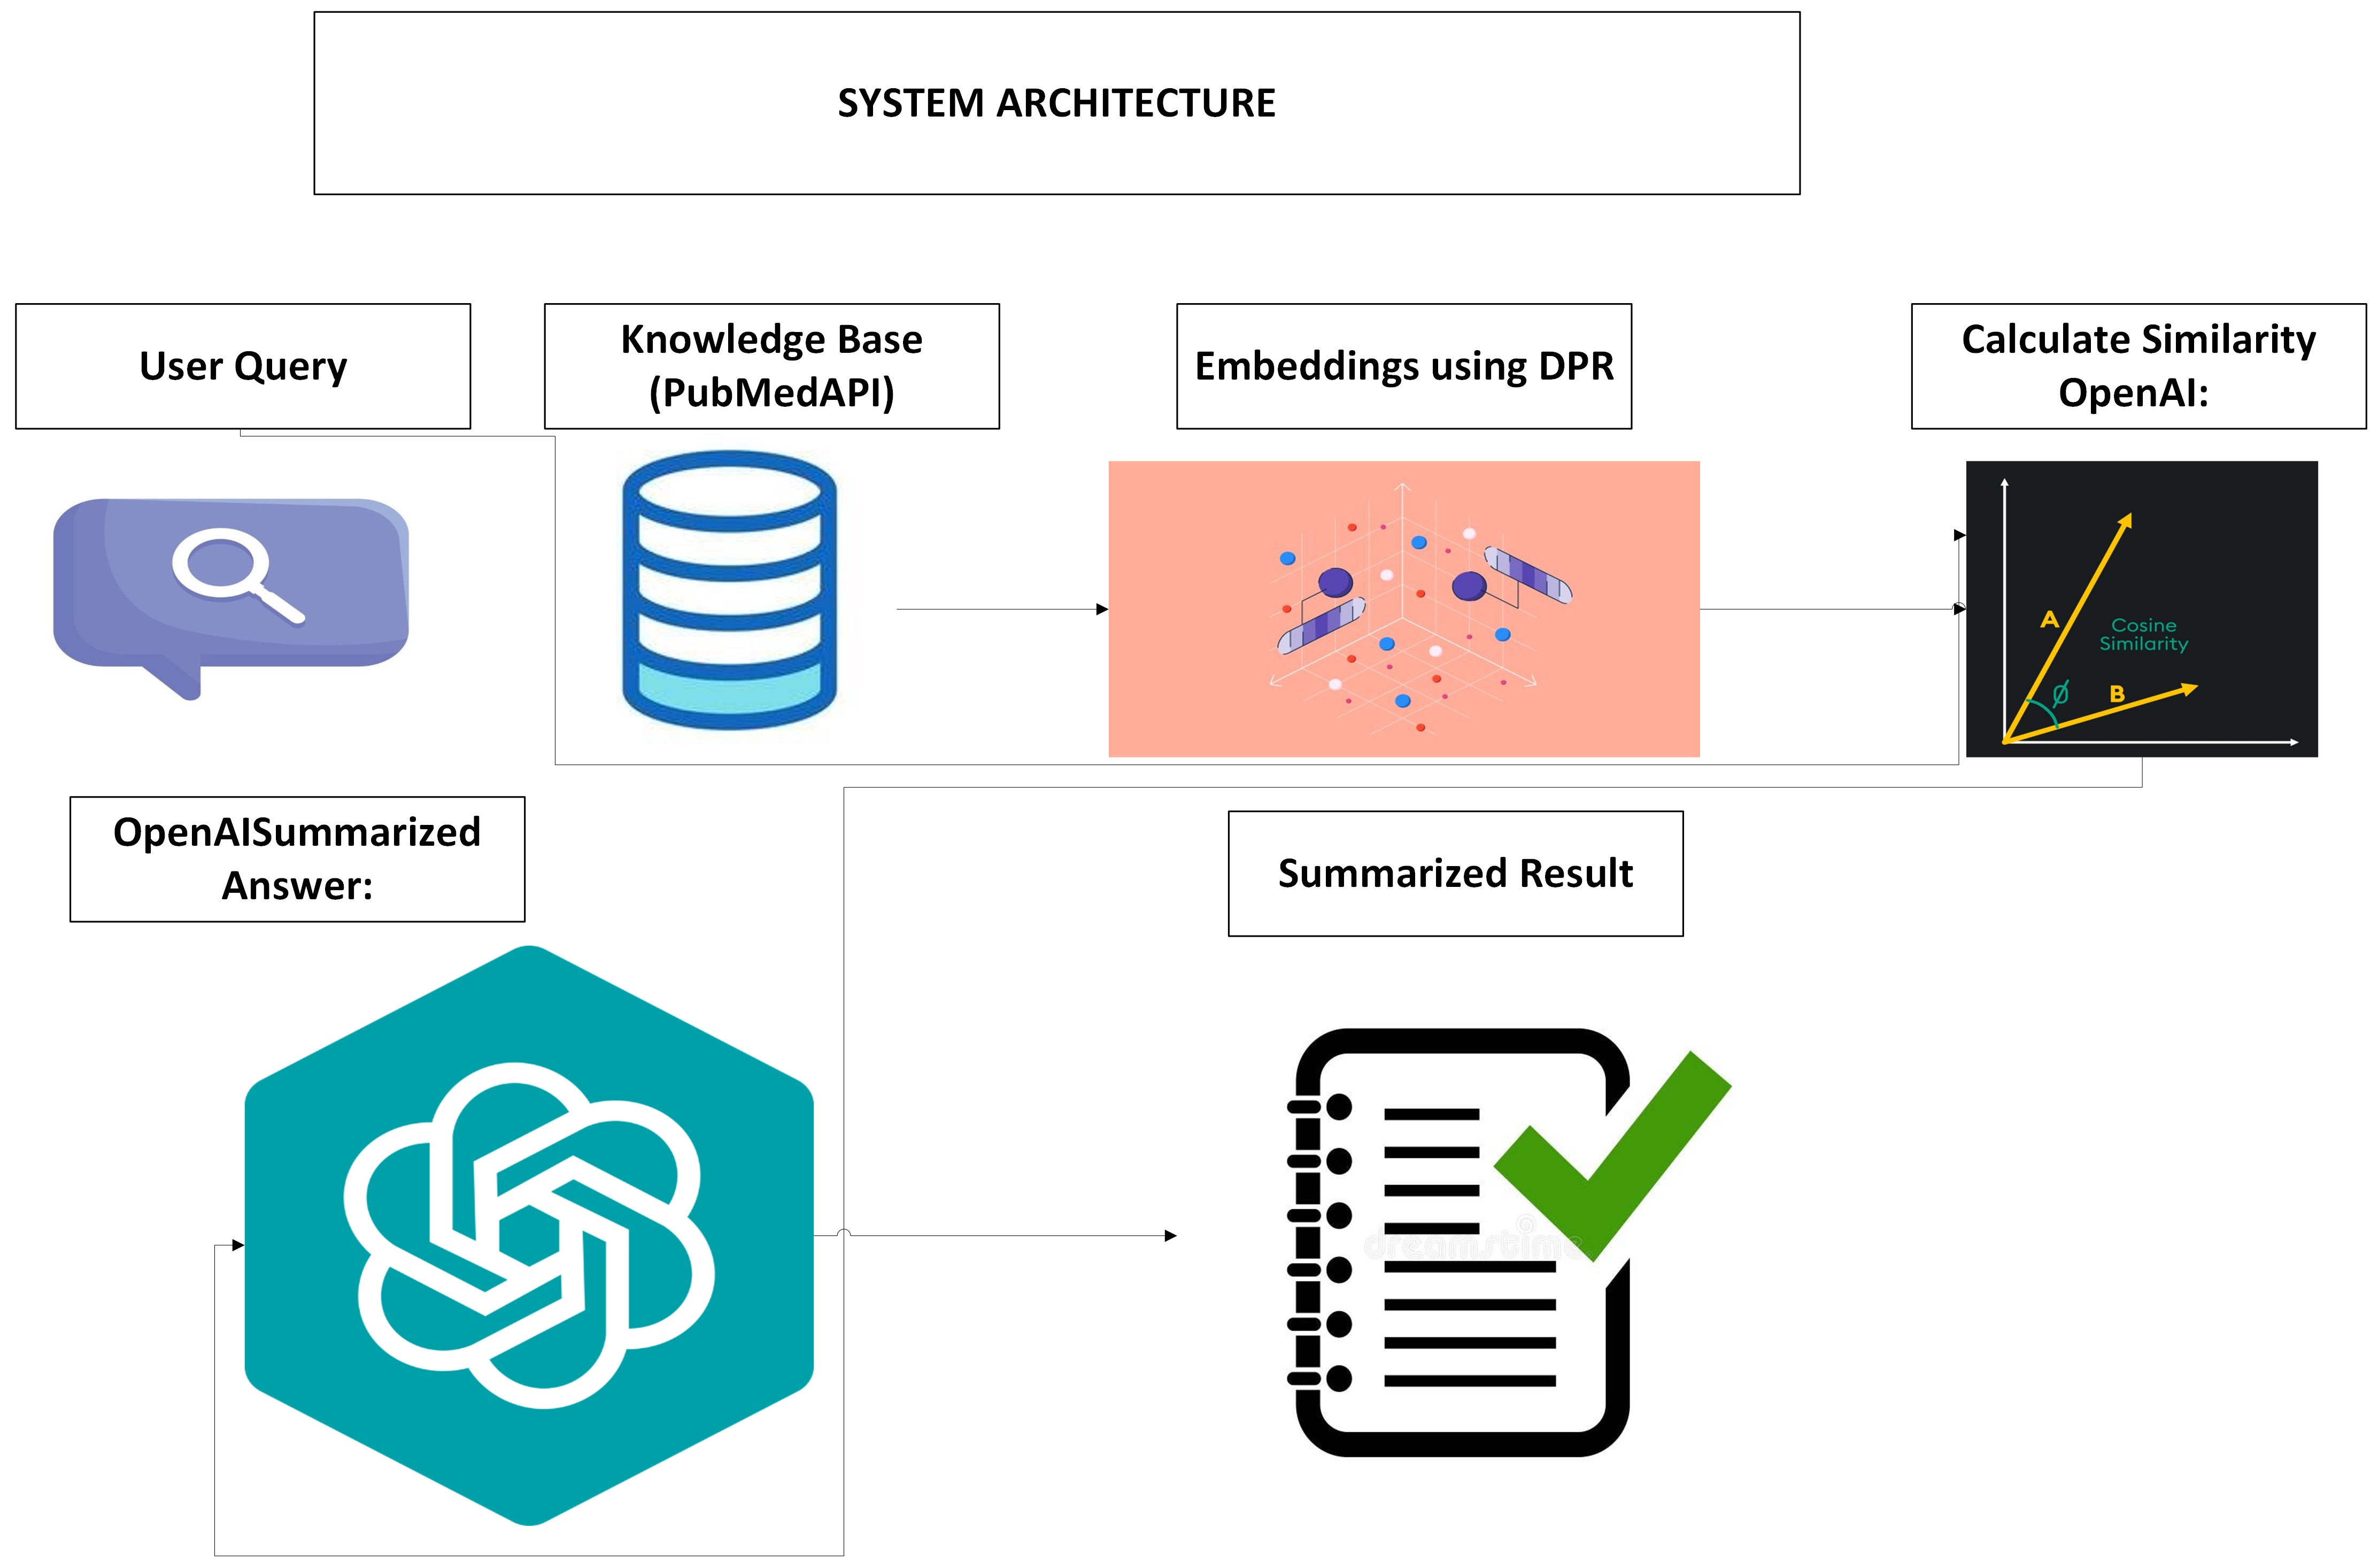 SYSTEM ARCHITECTURE
User Query
Knowledge Base
(PubMedAPI)
Embeddings using DPR
Calculate Similarity
OpenAI:
A
Cosine
Similarity
Ø
B
OpenAISummarized
Answer:
Summarized Result
dreamstime